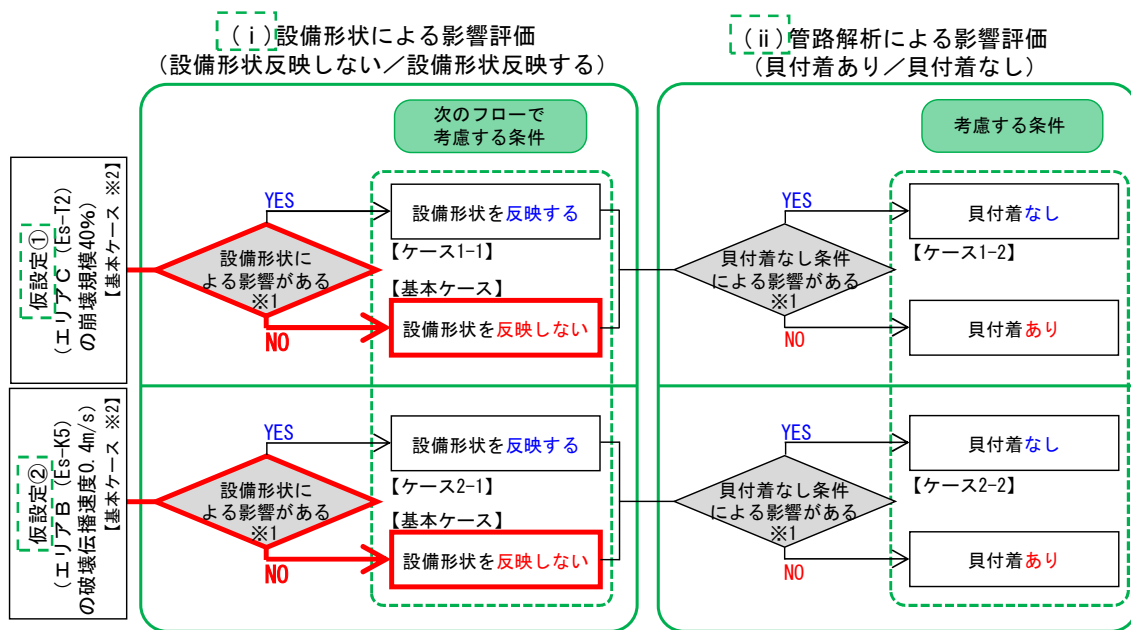 (ⅰ)設備形状による影響評価
(設備形状反映しない／設備形状反映する)
(ⅱ)管路解析による影響評価
(貝付着あり／貝付着なし)
次のフローで
考慮する条件
考慮する条件
仮設定①
(エリアＣ（Es-T2）
の崩壊規模40%)
【基本ケース ※2】
YES
設備形状に
よる影響がある
※1
NO
設備形状を反映する
【ケース1-1】
【基本ケース】
設備形状を反映しない
YES
貝付着なし条件
による影響がある
※1
NO
貝付着なし
【ケース1-2】
貝付着あり
仮設定②
(エリアＢ（Es-K5）
の破壊伝播速度0.4m/s)
【基本ケース ※2】
YES
設備形状に
よる影響がある
※1
NO
設備形状を反映する
【ケース2-1】
【基本ケース】
設備形状を反映しない
YES
貝付着なし条件
による影響がある
※1
NO
貝付着なし
【ケース2-2】
貝付着あり